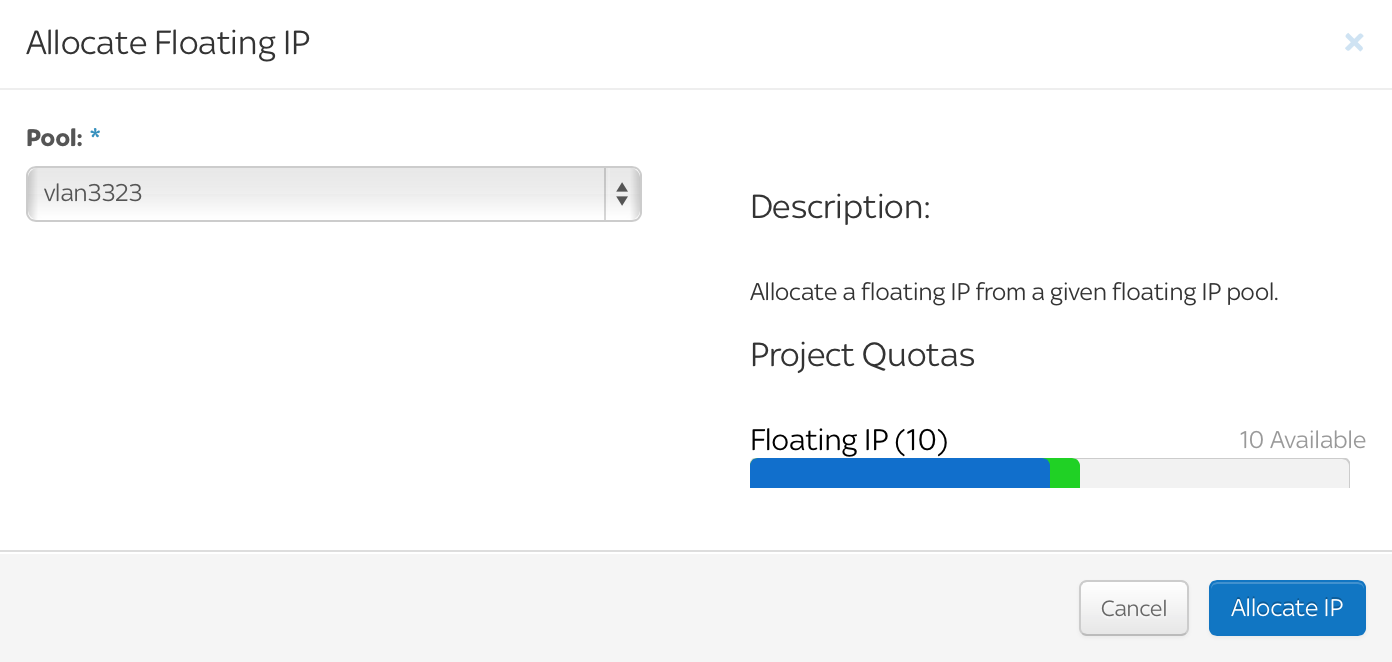 Allocate Floating IP
Pool: *
vlan3323
Description:
Allocate a floating IP from a given floating IP pool.
Project Quotas
Floating IP (10)
10 Available
Cancel
Allocate IP